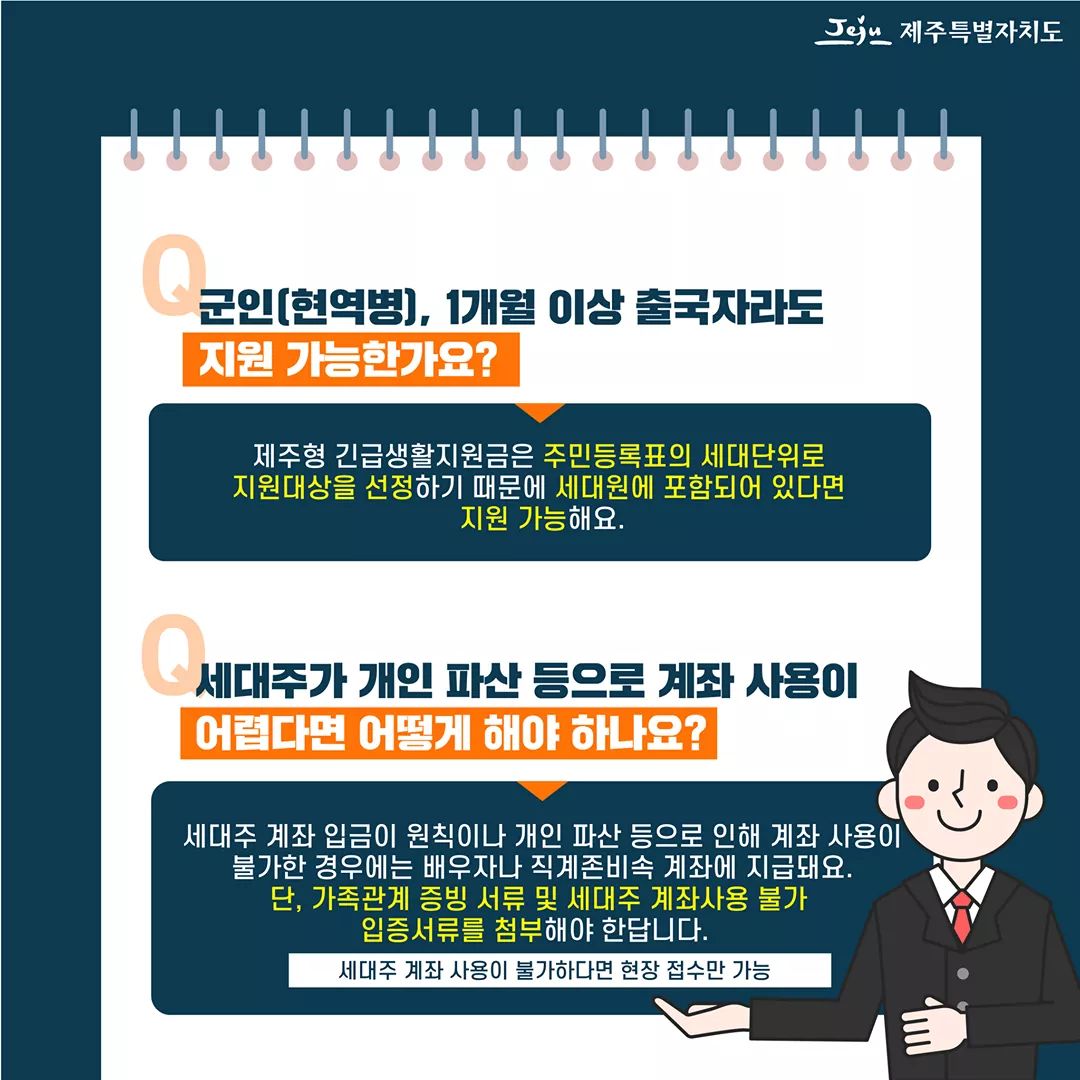 Jeju 제주특별자치도
Q 군인(현역병), 1개월 이상 출국자라도
지원 가능한가요?
제주형 긴급생활지원금은 주민등록표의 세대단위로
지원대상을 선정하기 때문에 세대원에 포함되어 있다면
지원 가능해요.
Q 세대주가 개인 파산 등으로 계좌 사용이
어렵다면 어떻게 해야 하나요?
세대주 계좌 입금이 원칙이나 개인 파산 등으로 인해 계좌 사용이
불가한 경우에는 배우자나 직계존비속 계좌에 지급돼요.
단, 가족관계 증빙 서류 및 세대주 계좌사용 불가
입증서류를 첨부해야 한답니다.
세대주 계좌 사용이 불가하다면 현장 접수만 가능